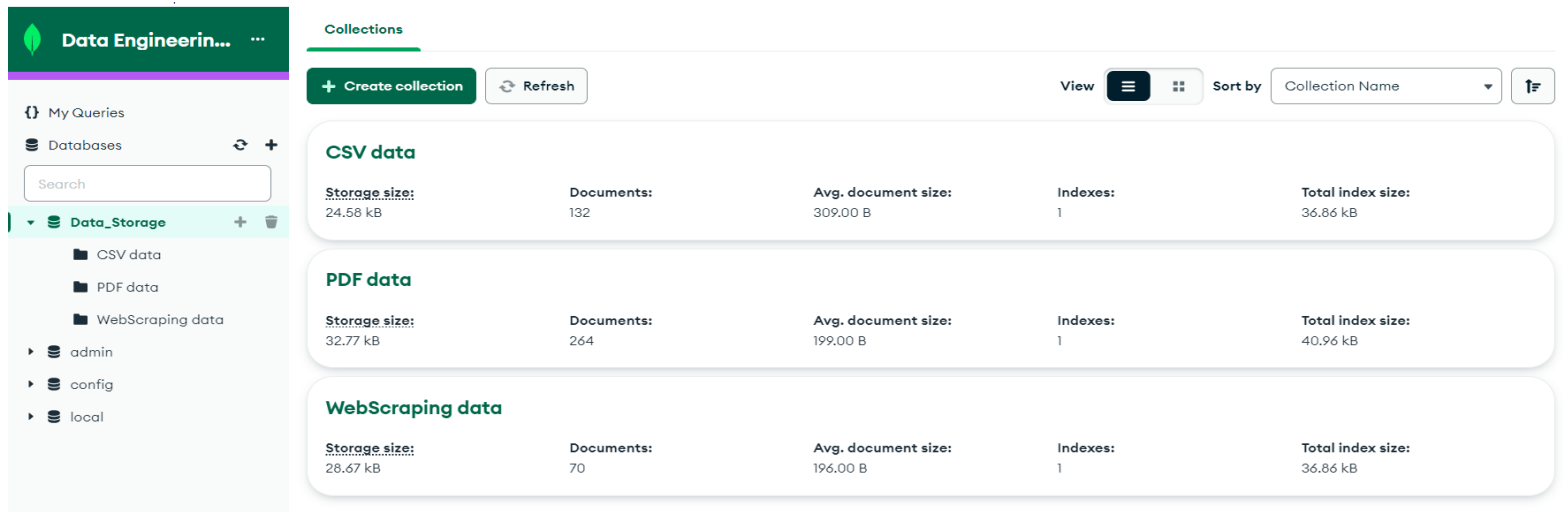 Data Engineerin...
{} My Queries
Databases
Search
Data_Storage
CSV data
PDF data
WebScraping data
admin
config
local
Collections
Create collection Refresh View Sort by Collection Name
CSV data
Storage size: Documents: Avg. document size: Indexes: Total index size:
24.58 kB 132 309.00 B 1 36.86 kB
PDF data
Storage size: Documents: Avg. document size: Indexes: Total index size:
32.77 kB 264 199.00 B 1 40.96 kB
WebScraping data
Storage size: Documents: Avg. document size: Indexes: Total index size:
28.67 kB 70 196.00 B 1 36.86 kB